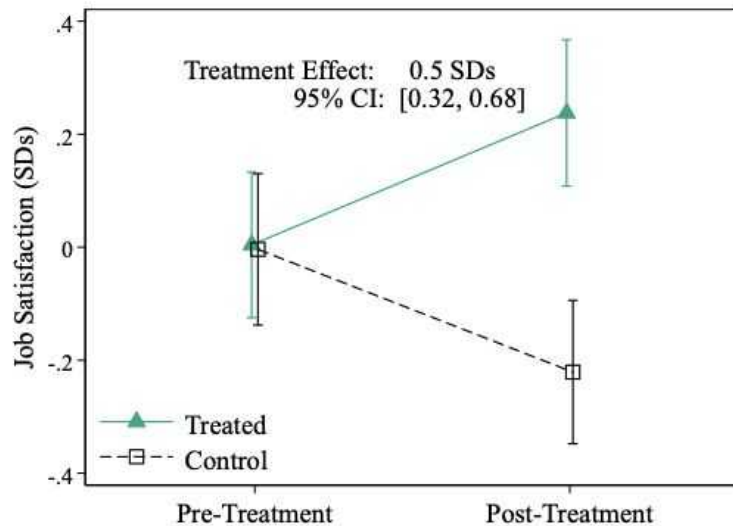 .4
Treatment Effect: 0.5 SDs
95% CI: [0.32, 0.68]
.2
Job Satisfaction (SDs)
0
-.2
Treated
Control
-.4
Pre-Treatment
Post-Treatment